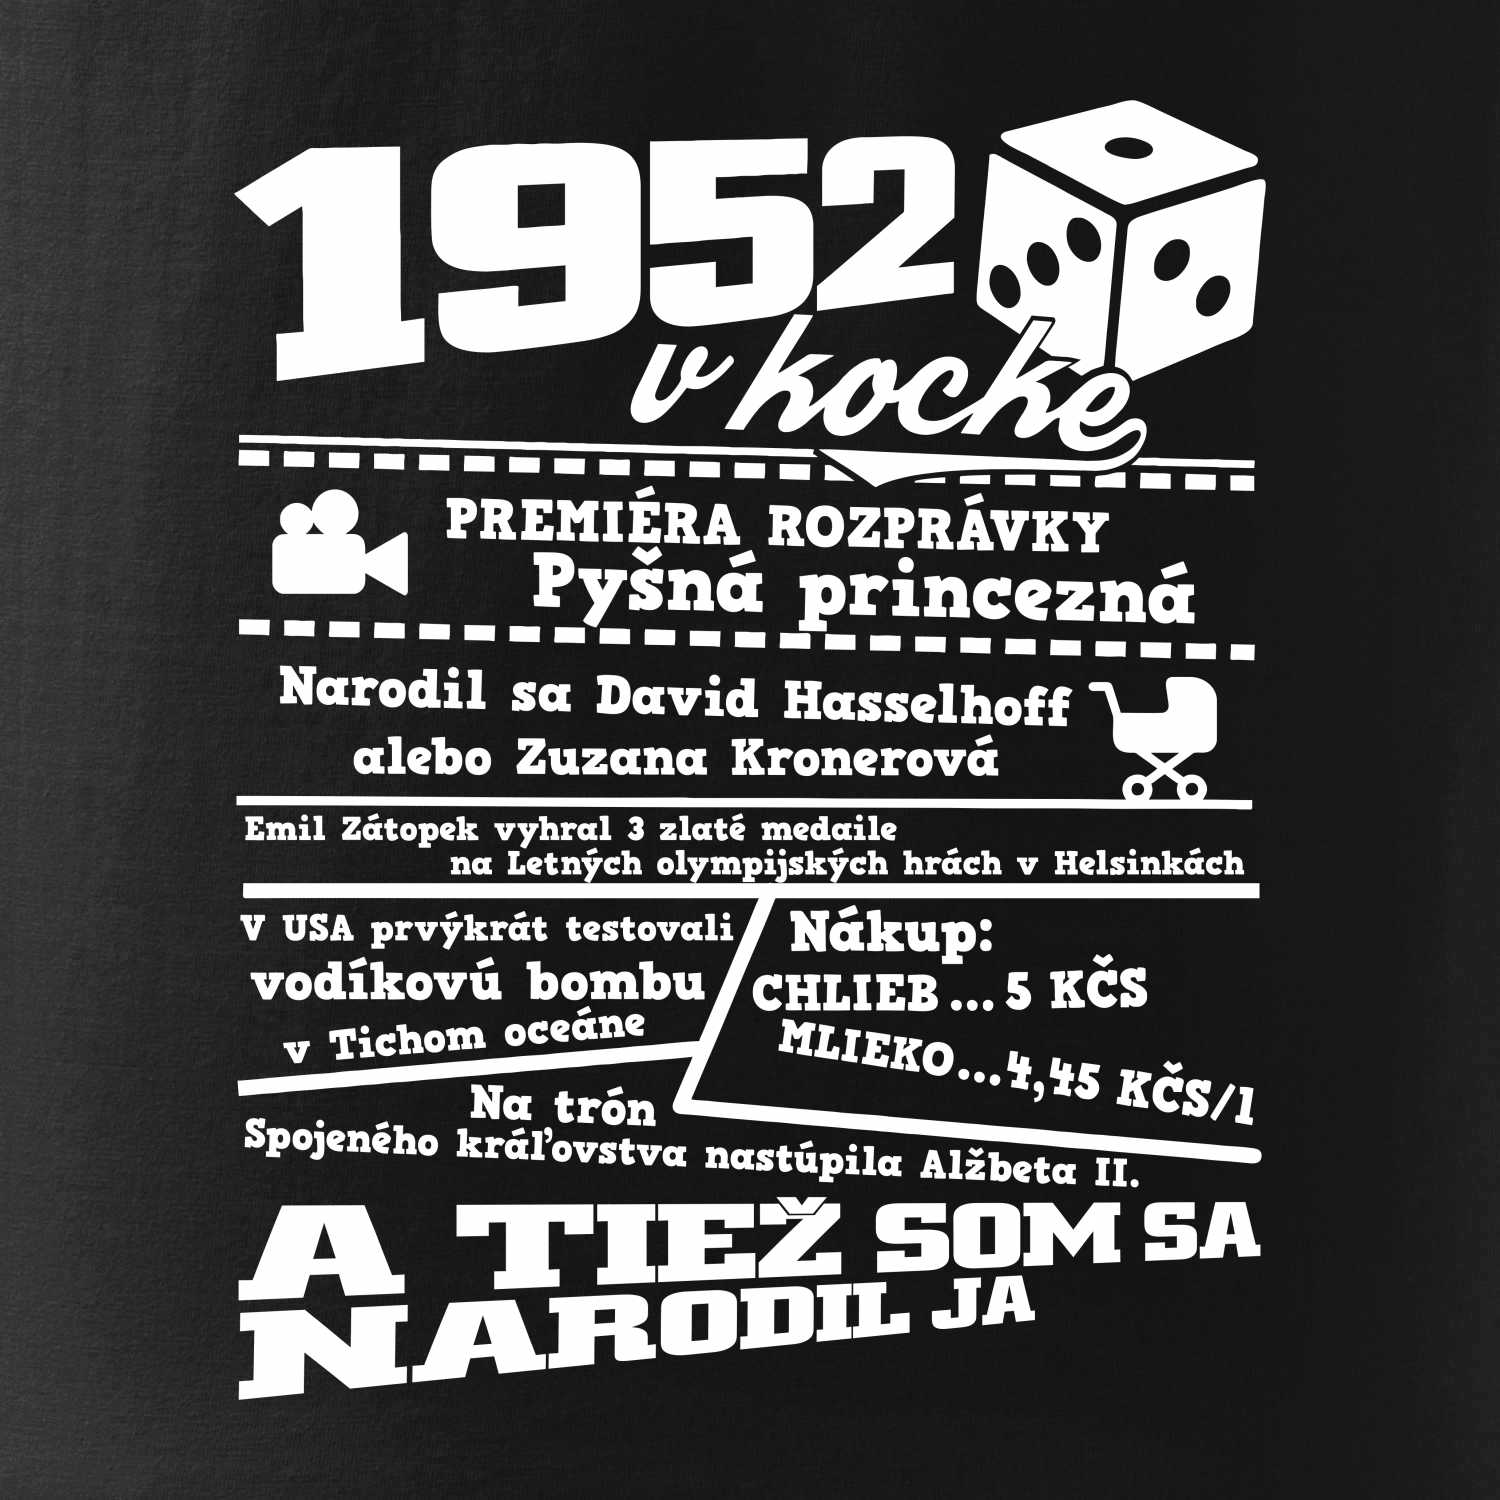 1952
v kocke
PREMIÉRA ROZPRÁVKY
Pyšná princezná
Narodil sa David Hasselhoff
alebo Zuzana Kronerová
Emil Zátopek vyhral 3 zlaté medaile
na Letných olympijských hrách v Helsinkách
V USA prvýkrát testovali
vodíkovú bombu
v Tichom oceáne
Nákup:
CHLIEB...5 KČS
MLIEKO...4,45 KČS/l
Na trón
Spojeného kráľovstva nastúpila Alžbeta II.
A TIEŽ SOM SA
NARODIL JA